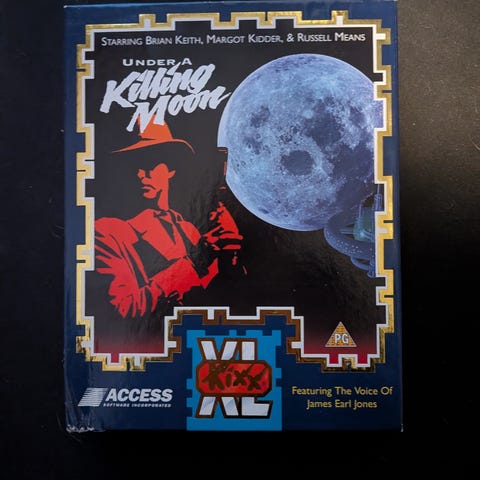 STARRING BRIAN KEITH, MARGOT KIDDER, & RUSSELL MEANS
UNDER A
Killing
Moon
PG
XL
Kixx
XL
ACCESS
SOFTWARE INCORPORATED
Featuring The Voice Of
James Earl Jones